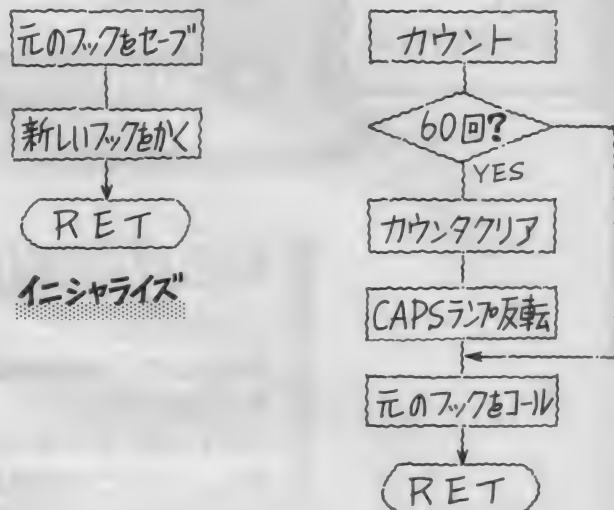 元のフックをセーブ
新しいフックをかく
RET
イニシャライズ
カウント
60回?
YES
カウンタクリア
CAPSランプ反転
元のフックをコール
RET